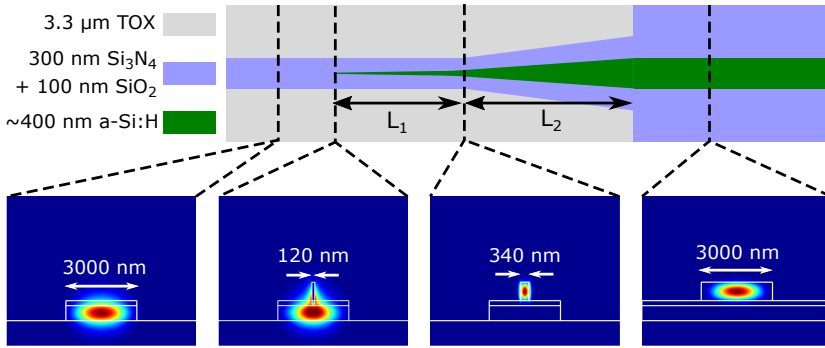 3.3 µm TOX
300 nm Si₃N₄
+ 100 nm SiO₂
~400 nm a-Si:H
L₁
L₂
3000 nm
120 nm
340 nm
3000 nm